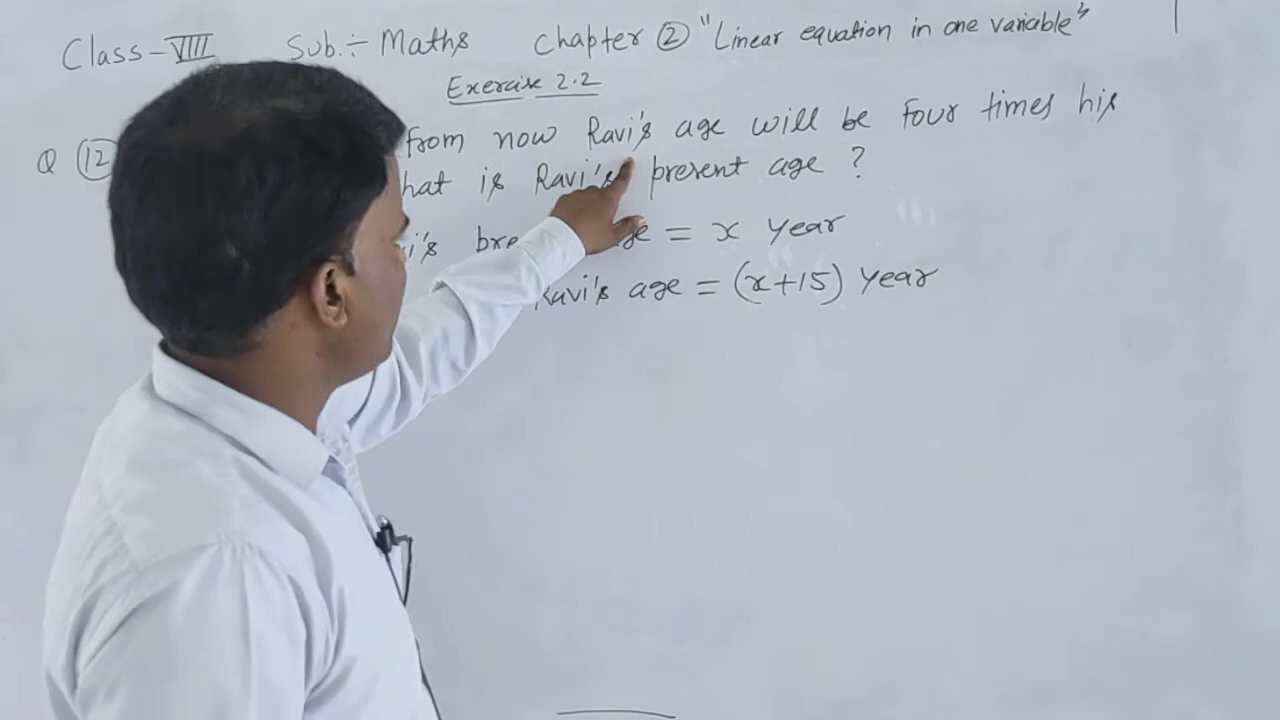 Class-VIII Sub.÷ Maths Chapter ② "Linear equation in one variable"
Exercise 2.2
Q ⑫ from now Ravi's age will be four times his
hat is Ravi's present age ?
i's bre age = x year
Ravi's age = (x+15) year